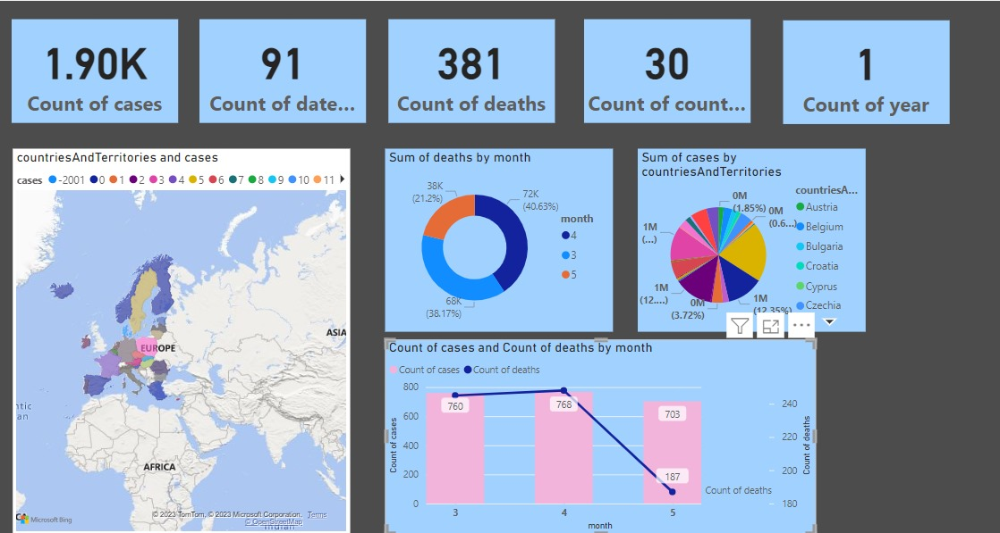 1.90K
Count of cases
91
Count of date...
381
Count of deaths
30
Count of count...
1
Count of year
countriesAndTerritories and cases
cases -2001 0 1 2 3 4 5 6 7 8 9 10 11
ASIA
EUROPE
AFRICA
Microsoft Bing
© 2023 TomTom, © 2023 Microsoft Corporation, Terms
© OpenStreetMap
Sum of deaths by month
38K
(21.2%)
72K
(40.63%)
68K
(38.17%)
month
4
3
5
Sum of cases by
countriesAndTerritories
0M
(1.85%)
0M
(0.6...)
1M
(...)
1M
(12....)
0M
(3.72%)
1M
(12.35%)
countriesA...
Austria
Belgium
Bulgaria
Croatia
Cyprus
Czechia
Count of cases and Count of deaths by month
Count of cases Count of deaths
Count of cases
800
600
400
200
0
760
768
703
187
Count of deaths
240
220
200
180
Count of deaths
3 4 5
month